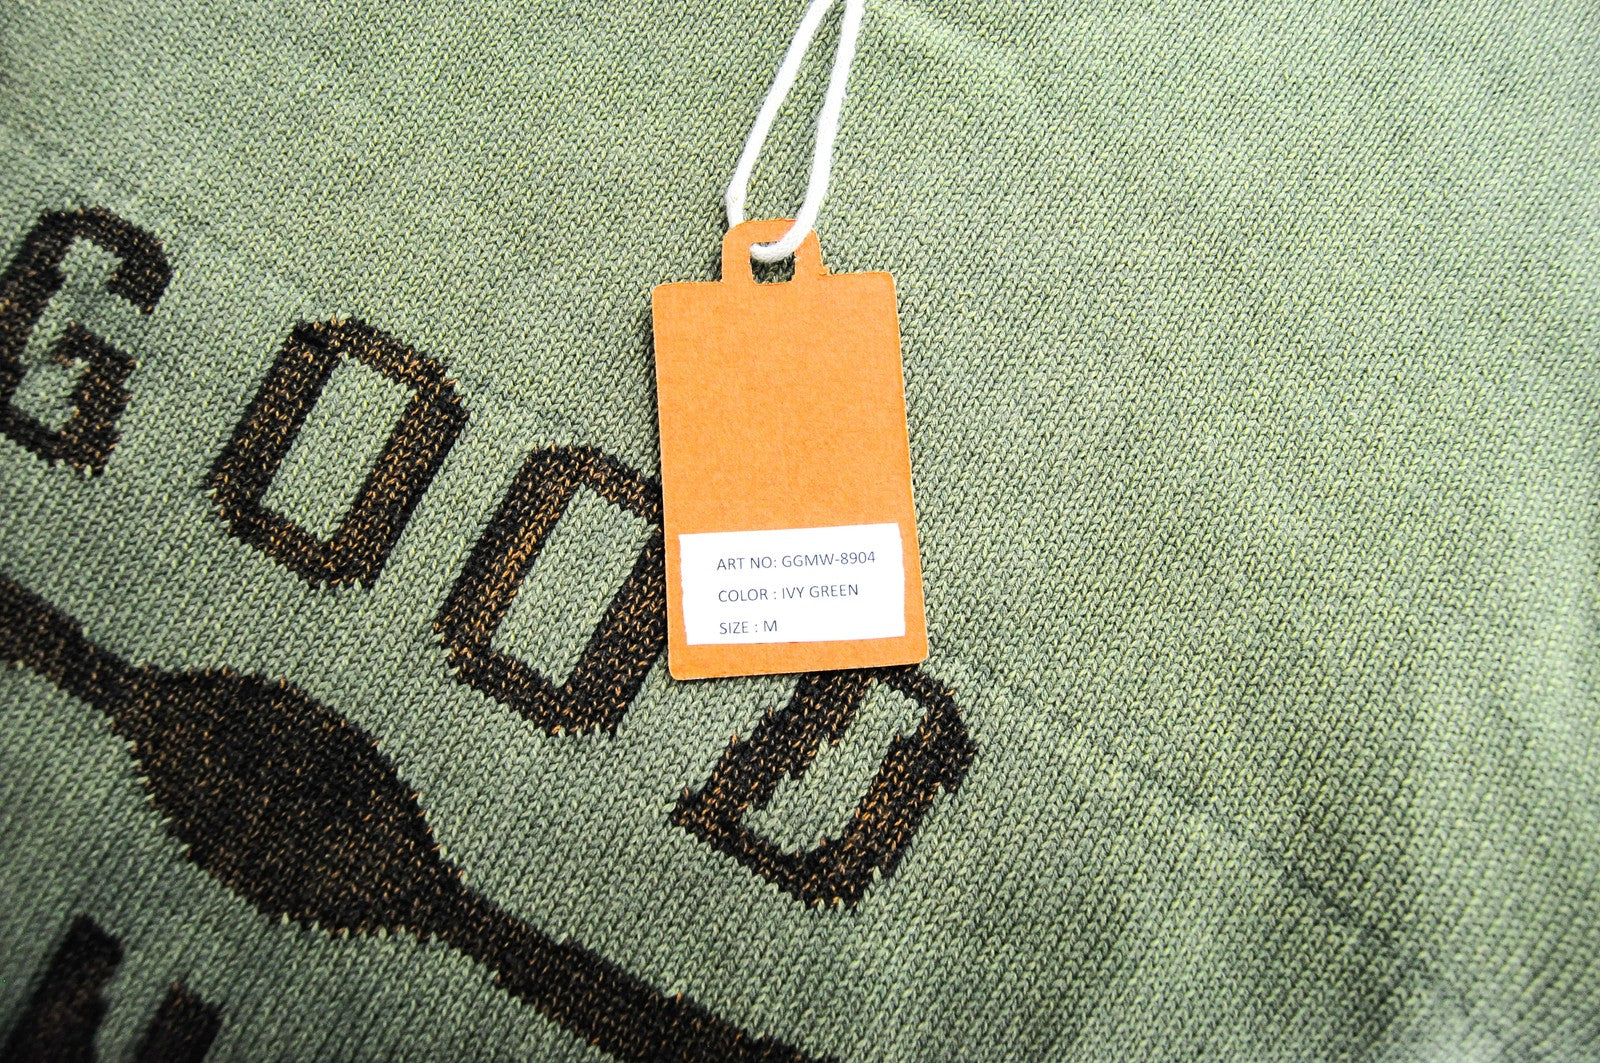 GOOD
ART NO: GGMW-8904
COLOR : IVY GREEN
SIZE : M